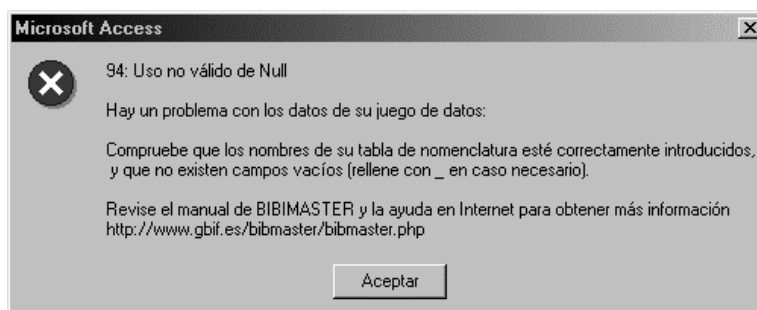 Microsoft Access
94: Uso no válido de Null
Hay un problema con los datos de su juego de datos:
Compruebe que los nombres de su tabla de nomenclatura esté correctamente introducidos,
y que no existen campos vacíos (rellene con _ en caso necesario).
Revise el manual de BIBIMASTER y la ayuda en Internet para obtener más información
http://www.gbif.es/bibmaster/bibmaster.php
Aceptar